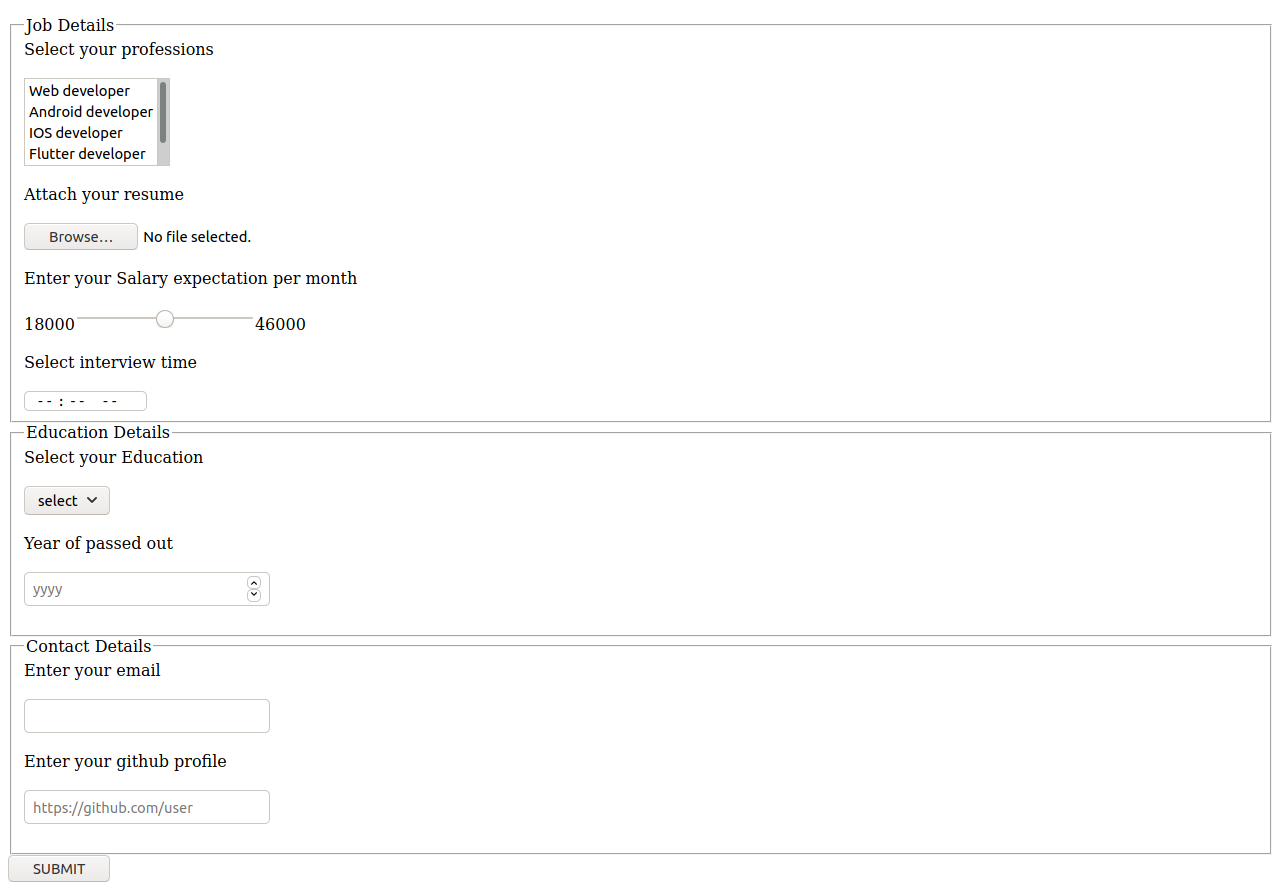 Job Details
Select your professions
Web developer
Android developer
IOS developer
Flutter developer
Attach your resume
Browse... No file selected.
Enter your Salary expectation per month
18000 46000
Select interview time
--:-- --
Education Details
Select your Education
select
Year of passed out
yyyy
Contact Details
Enter your email
Enter your github profile
https://github.com/user
SUBMIT